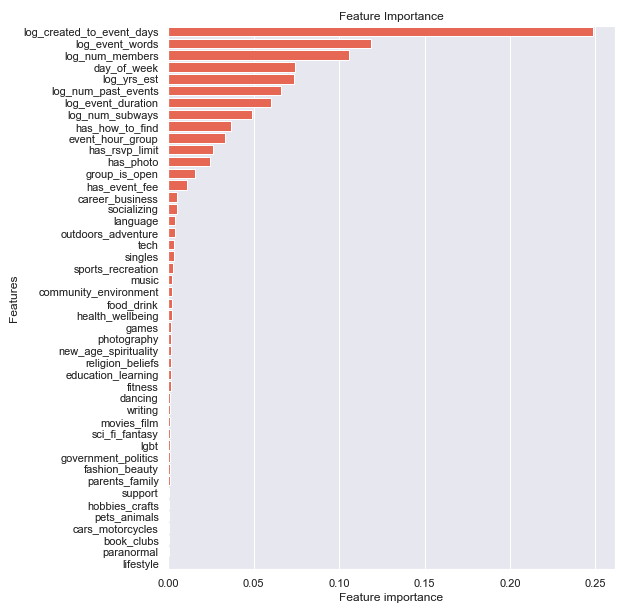 Feature Importance
log_created_to_event_days
log_event_words
log_num_members
day_of_week
log_yrs_est
log_num_past_events
log_event_duration
log_num_subways
has_how_to_find
event_hour_group
has_rsvp_limit
has_photo
group_is_open
has_event_fee
career_business
socializing
language
outdoors_adventure
tech
singles
sports_recreation
music
community_environment
food_drink
health_wellbeing
games
photography
new_age_spirituality
religion_beliefs
education_learning
fitness
dancing
writing
movies_film
sci_fi_fantasy
lgbt
government_politics
fashion_beauty
parents_family
support
hobbies_crafts
pets_animals
cars_motorcycles
book_clubs
paranormal
lifestyle
Features
0.00 0.05 0.10 0.15 0.20 0.25
Feature importance